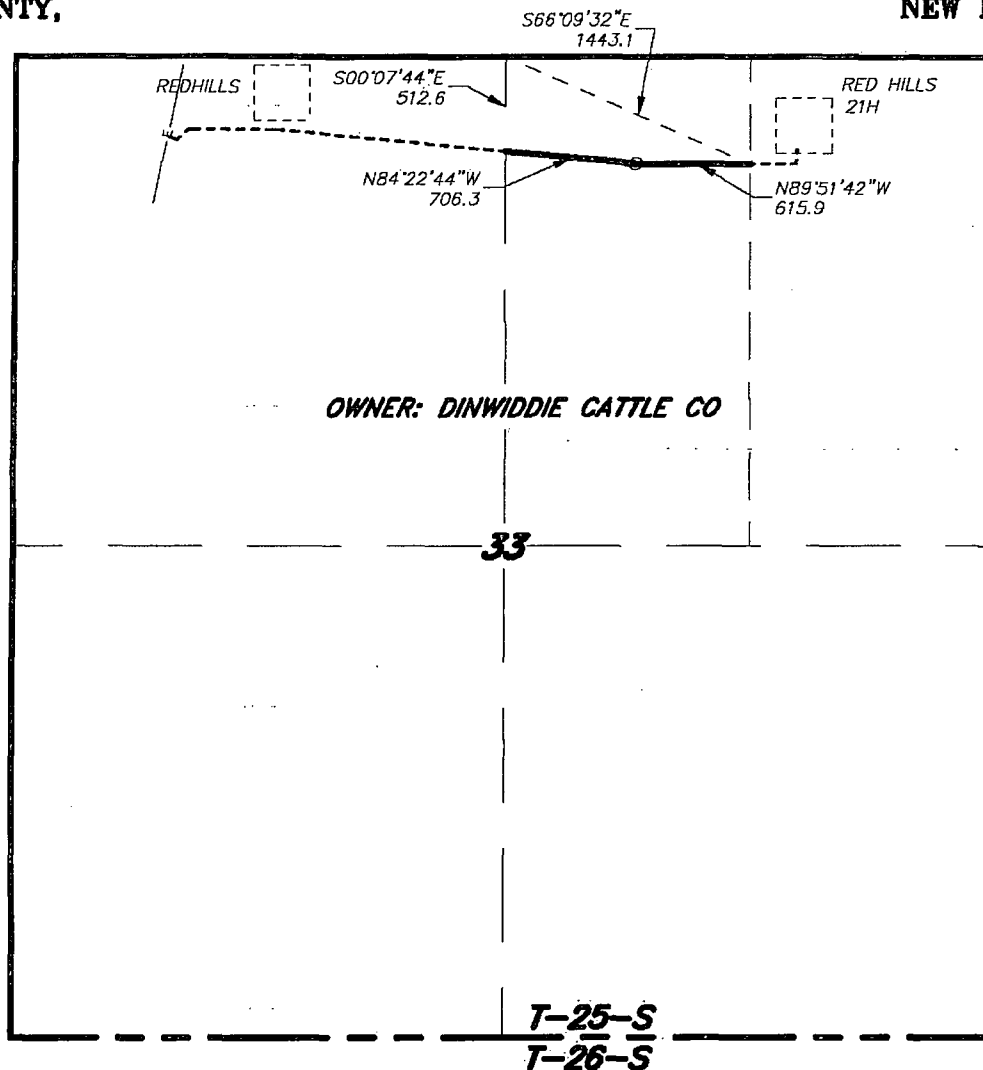 NTY,
NEW
S66°09'32"E
1443.1
REDHILLS
S00°07'44"E
512.6
RED HILLS
21H
N84°22'44"W
706.3
N89°51'42"W
615.9
OWNER: DINWIDDIE CATTLE CO
33
T-25-S
T-26-S